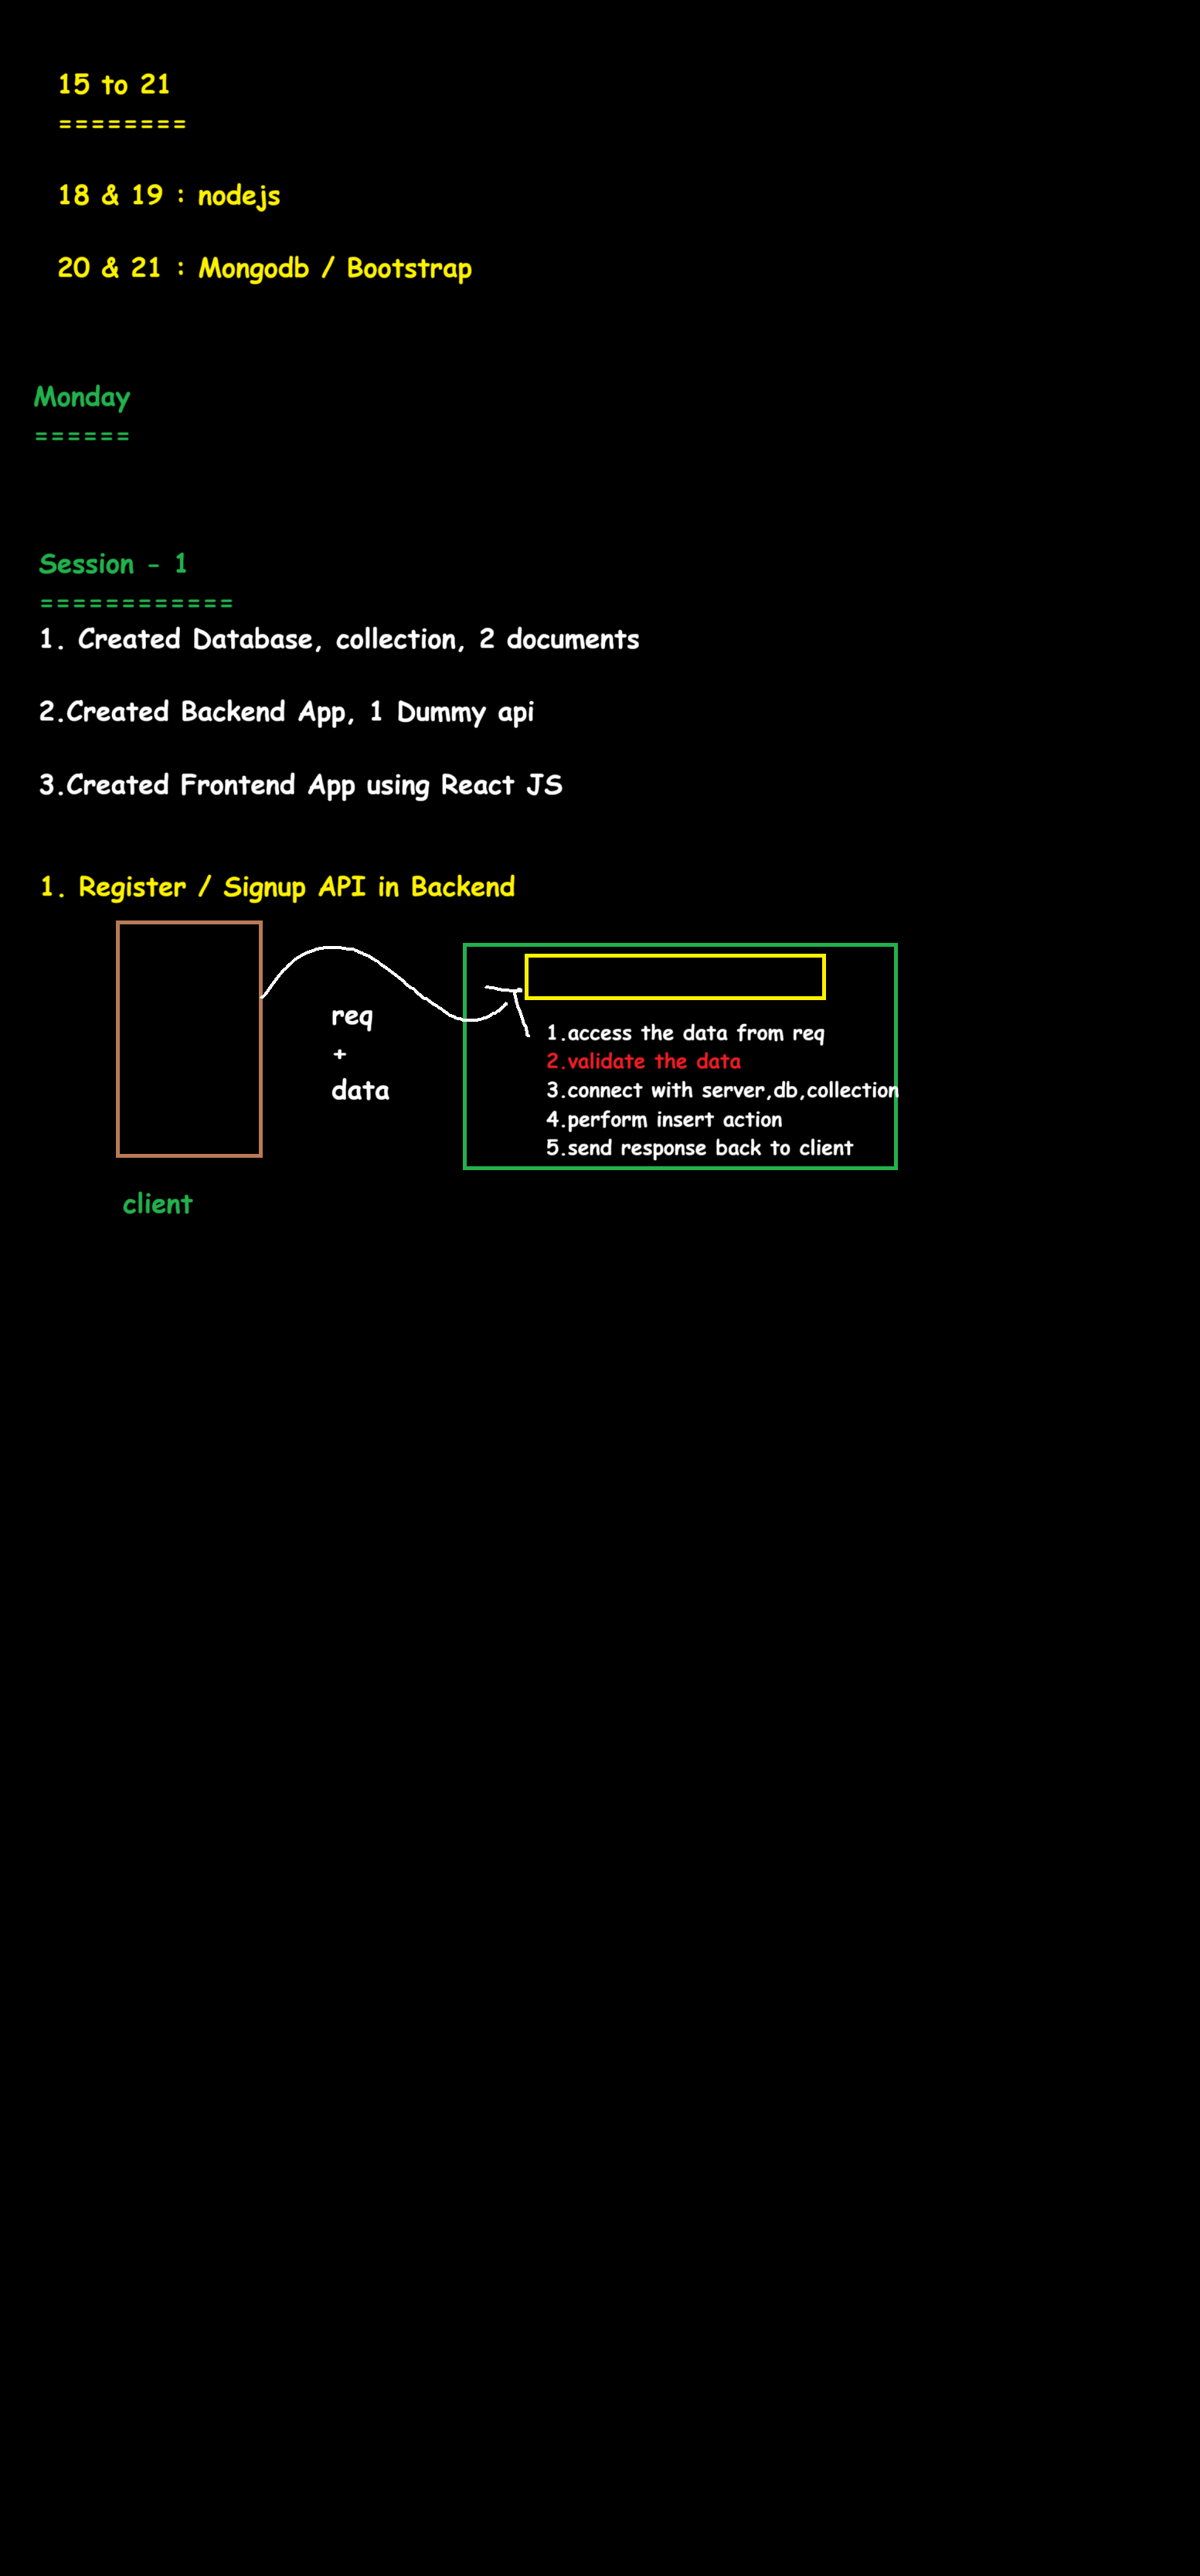 15 to 21
========
18 & 19 : nodejs
20 & 21 : Mongodb / Bootstrap
Monday
======
Session - 1
============
1. Created Database, collection, 2 documents
2.Created Backend App, 1 Dummy api
3.Created Frontend App using React JS
1. Register / Signup API in Backend
req
+
data
1.access the data from req
2.validate the data
3.connect with server,db,collection
4.perform insert action
5.send response back to client
client